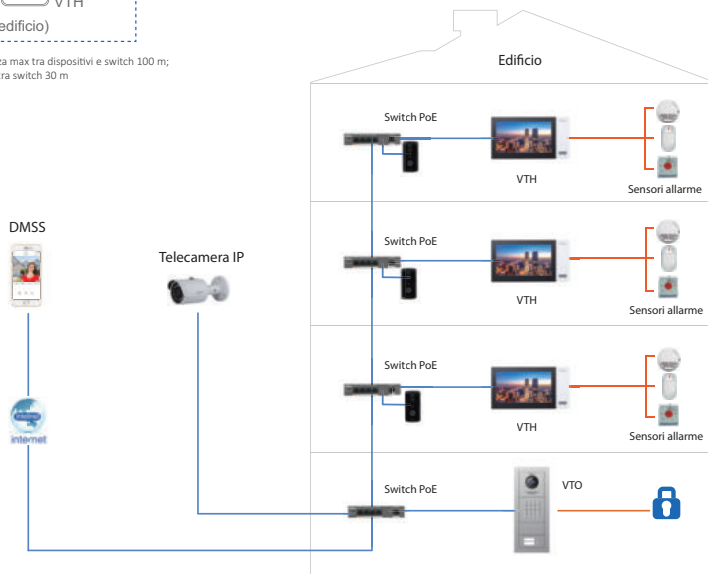 VTH
edificio)
za max tra dispositivi e switch 100 m;
tra switch 30 m
Edificio
Switch PoE
VTH
Sensori allarme
DMSS
Telecamera IP
Switch PoE
VTH
Sensori allarme
Switch PoE
VTH
Sensori allarme
internet
Switch PoE
VTO